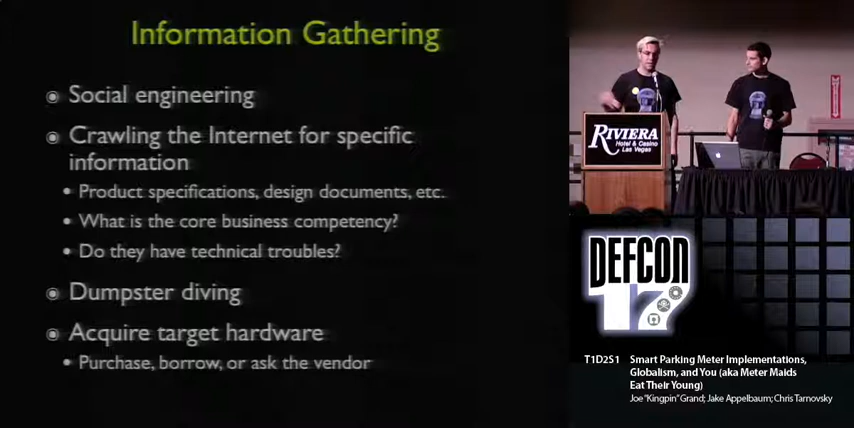 Information Gathering
Social engineering
Crawling the Internet for specific
information
Product specifications, design documents, etc.
What is the core business competency?
Do they have technical troubles?
Dumpster diving
Acquire target hardware
Purchase, borrow, or ask the vendor
RIVIERA
Hotel & Casino
Las Vegas
DEFCON
17
T1D2S1 Smart Parking Meter Implementations,
Globalism, and You (aka Meter Maids
Eat Their Young)
Joe "Kingpin" Grand; Jake Appelbaum; Chris Tarnovsky